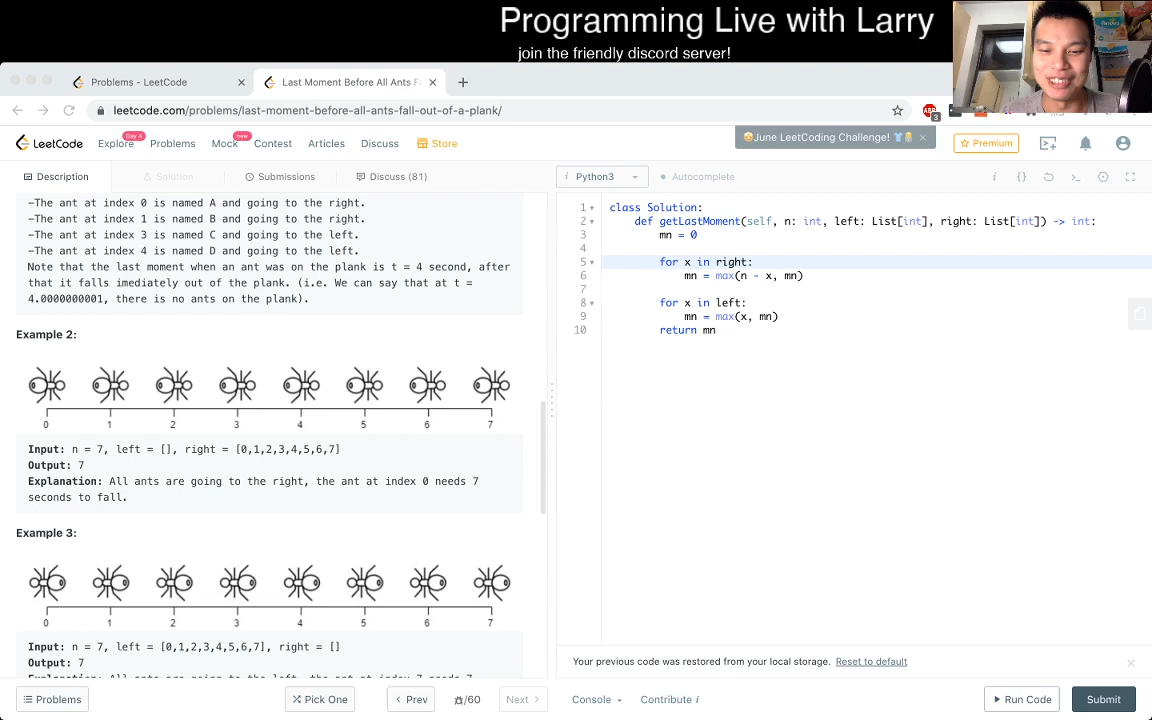 Programming Live with Larry
join the friendly discord server!
Problems - LeetCode
Last Moment Before All Ants F
leetcode.com/problems/last-moment-before-all-ants-fall-out-of-a-plank/
LeetCode
Explore
Day 4
Problems
Mock
new
Contest
Articles
Discuss
Store
June LeetCoding Challenge!
Premium
Description
Solution
Submissions
Discuss (81)
i Python3
Autocomplete
-The ant at index 0 is named A and going to the right.
-The ant at index 1 is named B and going to the right.
-The ant at index 3 is named C and going to the left.
-The ant at index 4 is named D and going to the left.
Note that the last moment when an ant was on the plank is t = 4 second, after
that it falls imediately out of the plank. (i.e. We can say that at t =
4.0000000001, there is no ants on the plank).
Example 2:
0 1 2 3 4 5 6 7
Input: n = 7, left = [], right = [0,1,2,3,4,5,6,7]
Output: 7
Explanation: All ants are going to the right, the ant at index 0 needs 7
seconds to fall.
Example 3:
0 1 2 3 4 5 6 7
Input: n = 7, left = [0,1,2,3,4,5,6,7], right = []
Output: 7
1 class Solution:
2 def getLastMoment(self, n: int, left: List[int], right: List[int]) -> int:
3 mn = 0
4
5 for x in right:
6 mn = max(n - x, mn)
7
8 for x in left:
9 mn = max(x, mn)
10 return mn
Your previous code was restored from your local storage. Reset to default
Problems
Pick One
Prev
/60
Next
Console
Contribute i
Run Code
Submit